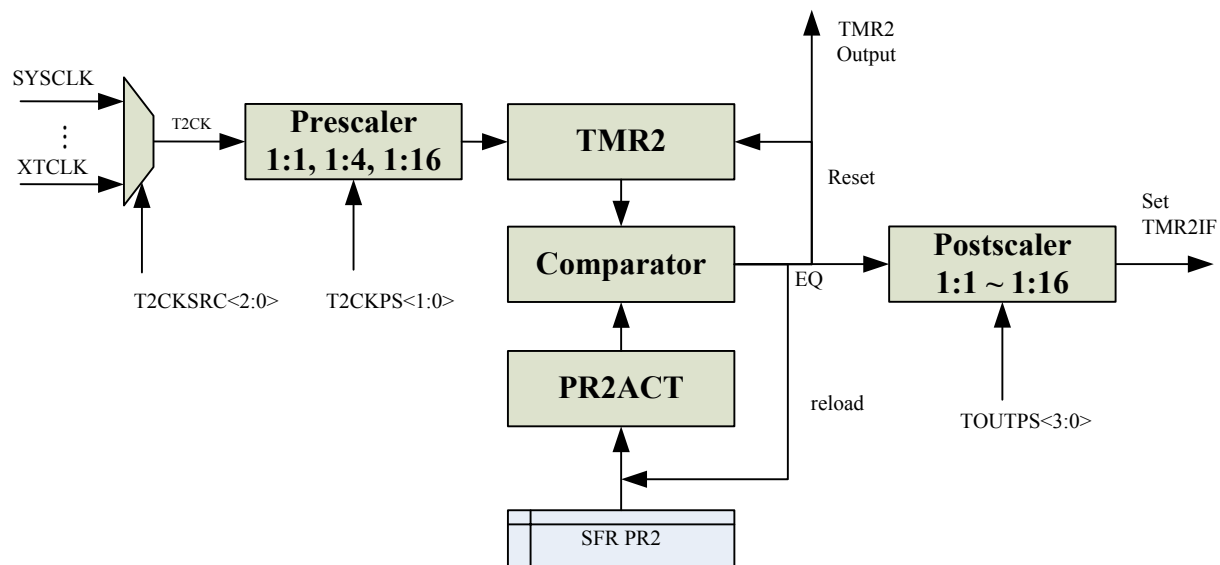 TMR2
Output
SYSCLK
⋮
XTCLK
T2CK
Prescaler
1:1, 1:4, 1:16
TMR2
Reset
Set
TMR2IF
Comparator
EQ
Postscaler
1:1 ~ 1:16
T2CKSRC<2:0>
T2CKPS<1:0>
PR2ACT
reload
TOUTPS<3:0>
SFR PR2